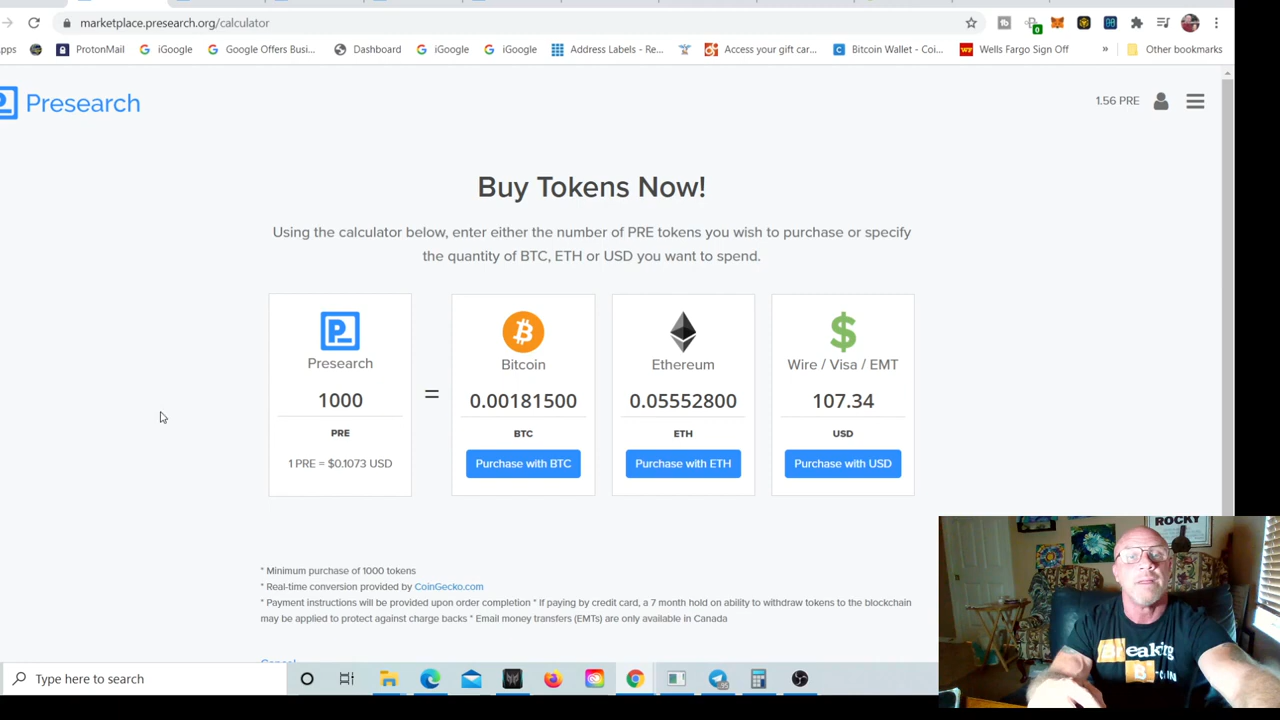 marketplace.presearch.org/calculator
pps ProtonMail iGoogle Google Offers Busi... Dashboard iGoogle iGoogle Address Labels - Re... Access your gift car... Bitcoin Wallet - Coi... Wells Fargo Sign Off » Other bookmarks
0
Presearch
1.56 PRE
Buy Tokens Now!
Using the calculator below, enter either the number of PRE tokens you wish to purchase or specify
the quantity of BTC, ETH or USD you want to spend.
Presearch Bitcoin Ethereum Wire / Visa / EMT
1000 = 0.00181500 0.05552800 107.34
PRE BTC ETH USD
1 PRE = $0.1073 USD Purchase with BTC Purchase with ETH Purchase with USD
* Minimum purchase of 1000 tokens
* Real-time conversion provided by CoinGecko.com
* Payment instructions will be provided upon order completion * If paying by credit card, a 7 month hold on ability to withdraw tokens to the blockchain
may be applied to protect against charge backs * Email money transfers (EMTs) are only available in Canada
Cancel
ROCKY
Type here to search